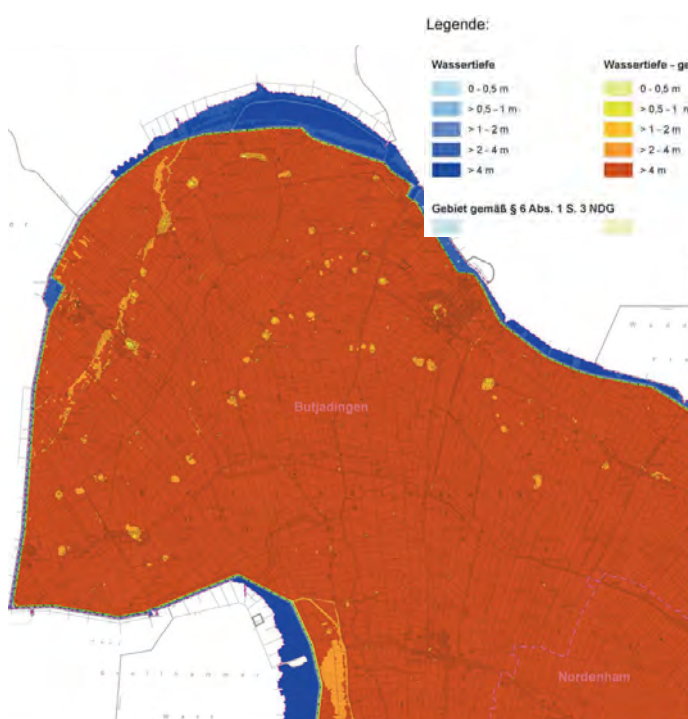 Legende:
Wassertiefe
0 - 0,5 m
> 0,5 - 1 m
> 1 - 2 m
> 2 - 4 m
> 4 m
Wassertiefe - ge
0 - 0,5 m
> 0,5 - 1 m
> 1 - 2 m
> 2 - 4 m
> 4 m
Gebiet gemäß § 6 Abs. 1 S. 3 NDG
Butjadingen
Nordenham